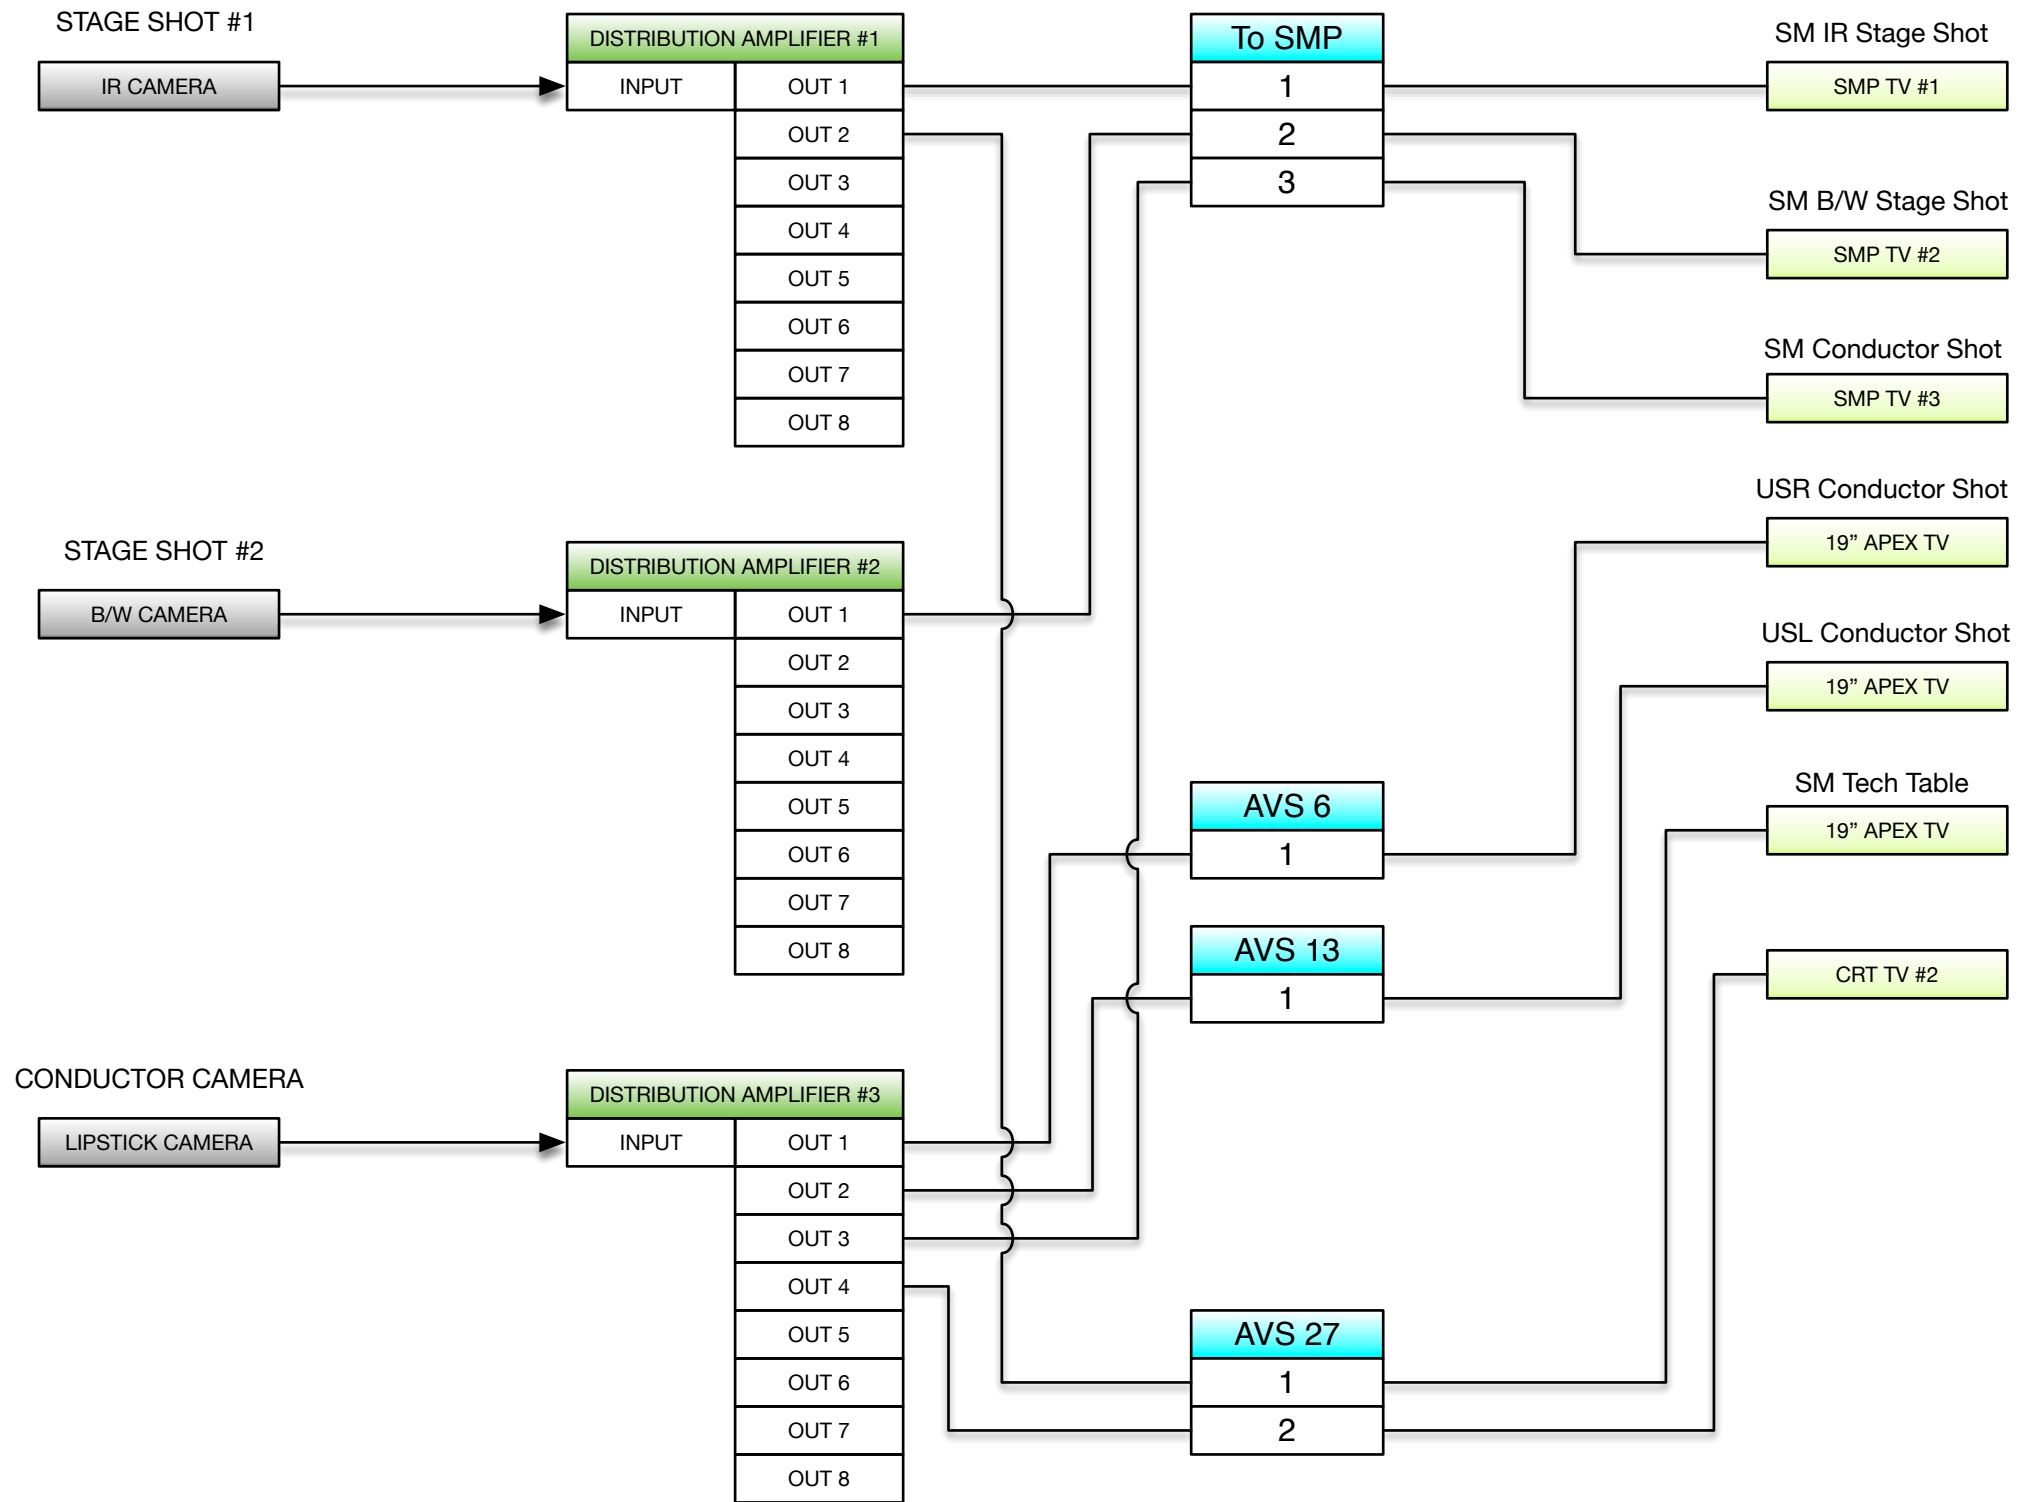 STAGE SHOT #1
IR CAMERA
DISTRIBUTION AMPLIFIER #1
INPUT
OUT 1
OUT 2
OUT 3
OUT 4
OUT 5
OUT 6
OUT 7
OUT 8
STAGE SHOT #2
B/W CAMERA
DISTRIBUTION AMPLIFIER #2
INPUT
OUT 1
OUT 2
OUT 3
OUT 4
OUT 5
OUT 6
OUT 7
OUT 8
CONDUCTOR CAMERA
LIPSTICK CAMERA
DISTRIBUTION AMPLIFIER #3
INPUT
OUT 1
OUT 2
OUT 3
OUT 4
OUT 5
OUT 6
OUT 7
OUT 8
To SMP
1
2
3
AVS 6
1
AVS 13
1
AVS 27
1
2
SM IR Stage Shot
SMP TV #1
SM B/W Stage Shot
SMP TV #2
SM Conductor Shot
SMP TV #3
USR Conductor Shot
19” APEX TV
USL Conductor Shot
19” APEX TV
SM Tech Table
19” APEX TV
CRT TV #2